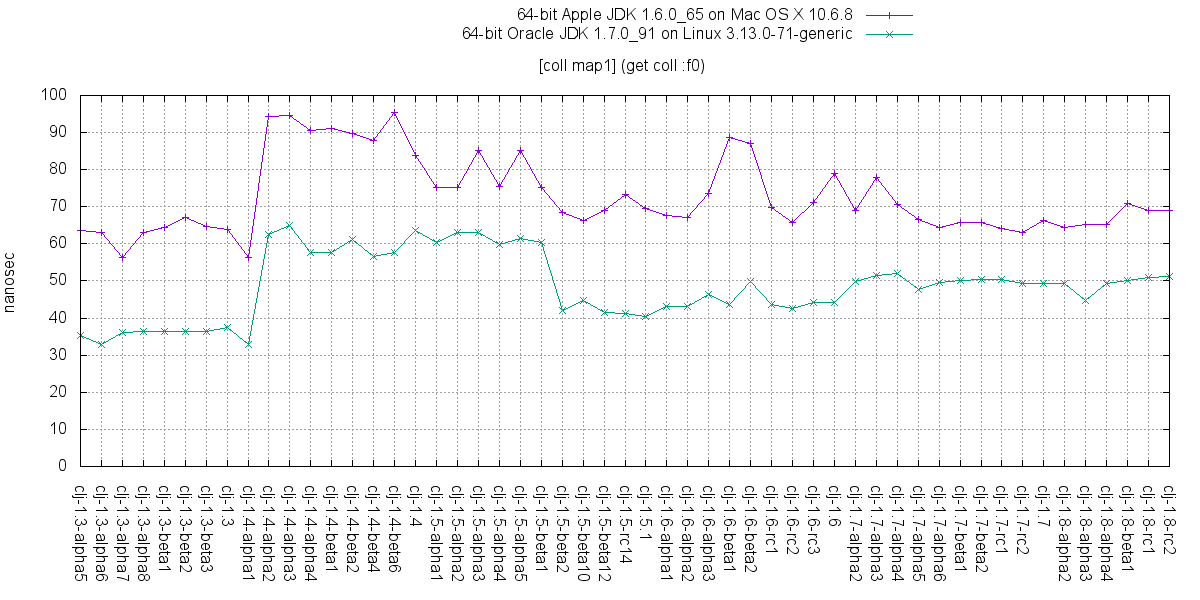 64-bit Apple JDK 1.6.0_65 on Mac OS X 10.6.8
64-bit Oracle JDK 1.7.0_91 on Linux 3.13.0-71-generic
[coll map1] (get coll :f0)
100
90
80
70
60
50
40
30
20
10
0
nanosec
clj-1.3-alpha5
clj-1.3-alpha6
clj-1.3-alpha7
clj-1.3-alpha8
clj-1.3-beta1
clj-1.3-beta2
clj-1.3-beta3
clj-1.3
clj-1.4-alpha1
clj-1.4-alpha2
clj-1.4-alpha3
clj-1.4-alpha4
clj-1.4-beta1
clj-1.4-beta2
clj-1.4-beta4
clj-1.4-beta6
clj-1.4
clj-1.5-alpha1
clj-1.5-alpha2
clj-1.5-alpha3
clj-1.5-alpha4
clj-1.5-alpha5
clj-1.5-beta1
clj-1.5-beta2
clj-1.5-beta10
clj-1.5-beta12
clj-1.5-rc14
clj-1.5.1
clj-1.6-alpha1
clj-1.6-alpha2
clj-1.6-alpha3
clj-1.6-beta1
clj-1.6-beta2
clj-1.6-rc1
clj-1.6-rc2
clj-1.6-rc3
clj-1.6
clj-1.7-alpha2
clj-1.7-alpha3
clj-1.7-alpha4
clj-1.7-alpha5
clj-1.7-alpha6
clj-1.7-beta1
clj-1.7-beta2
clj-1.7-rc1
clj-1.7-rc2
clj-1.7
clj-1.8-alpha2
clj-1.8-alpha3
clj-1.8-alpha4
clj-1.8-beta1
clj-1.8-rc1
clj-1.8-rc2